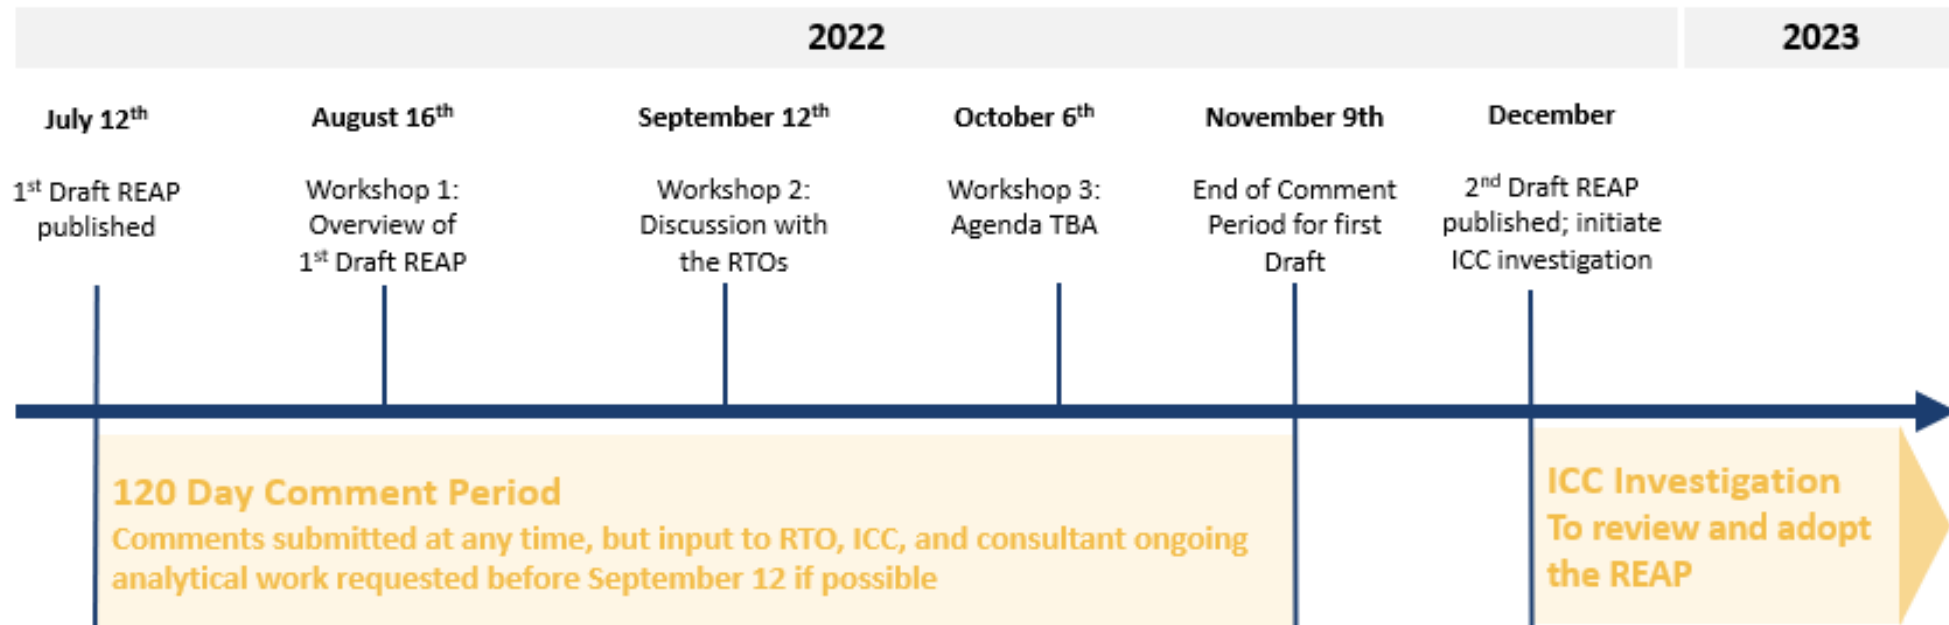 2022
2023
July 12th
1st Draft REAP
published
August 16th
Workshop 1:
Overview of
1st Draft REAP
September 12th
Workshop 2:
Discussion with
the RTOs
October 6th
Workshop 3:
Agenda TBA
November 9th
End of Comment
Period for first
Draft
December
2nd Draft REAP
published; initiate
ICC investigation
120 Day Comment Period
Comments submitted at any time, but input to RTO, ICC, and consultant ongoing
analytical work requested before September 12 if possible
ICC Investigation
To review and adopt
the REAP